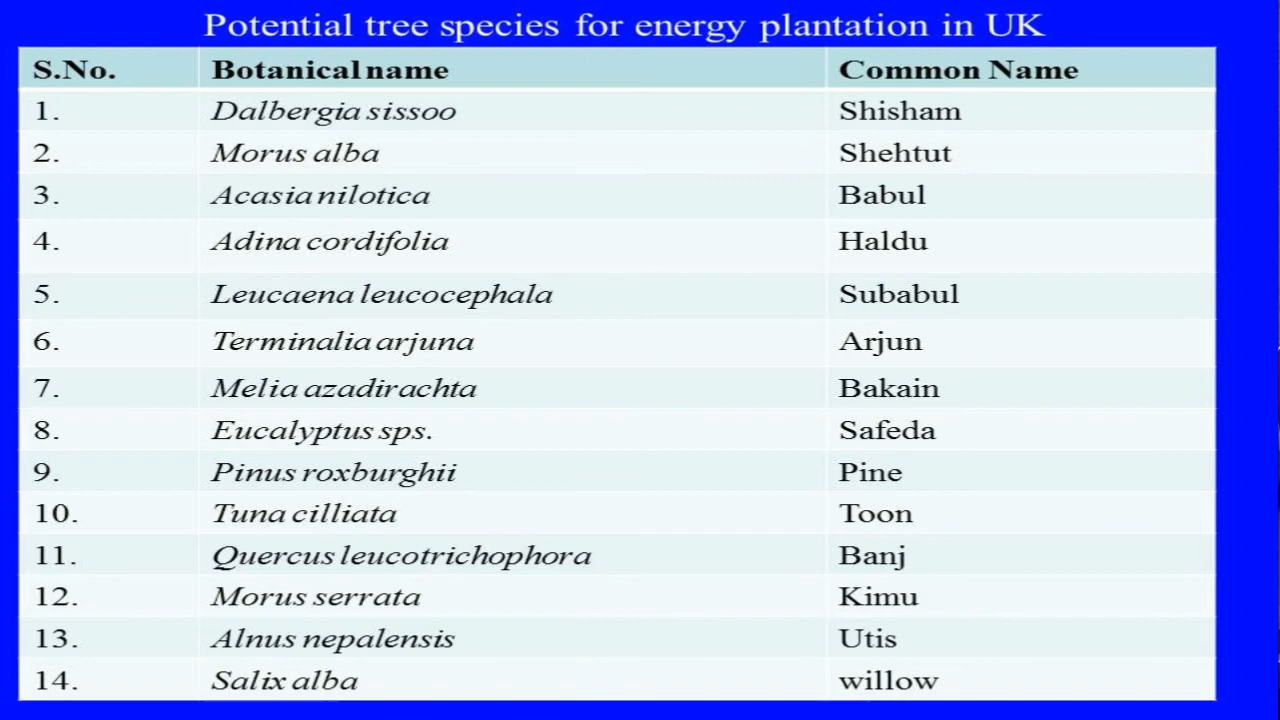 Potential tree species for energy plantation in UK
S.No. Botanical name Common Name
1. Dalbergia sissoo Shisham
2. Morus alba Shehtut
3. Acasia nilotica Babul
4. Adina cordifolia Haldu
5. Leucaena leucocephala Subabul
6. Terminalia arjuna Arjun
7. Melia azadirachta Bakain
8. Eucalyptus sps. Safeda
9. Pinus roxburghii Pine
10. Tuna cilliata Toon
11. Quercus leucotrichophora Banj
12. Morus serrata Kimu
13. Alnus nepalensis Utis
14. Salix alba willow